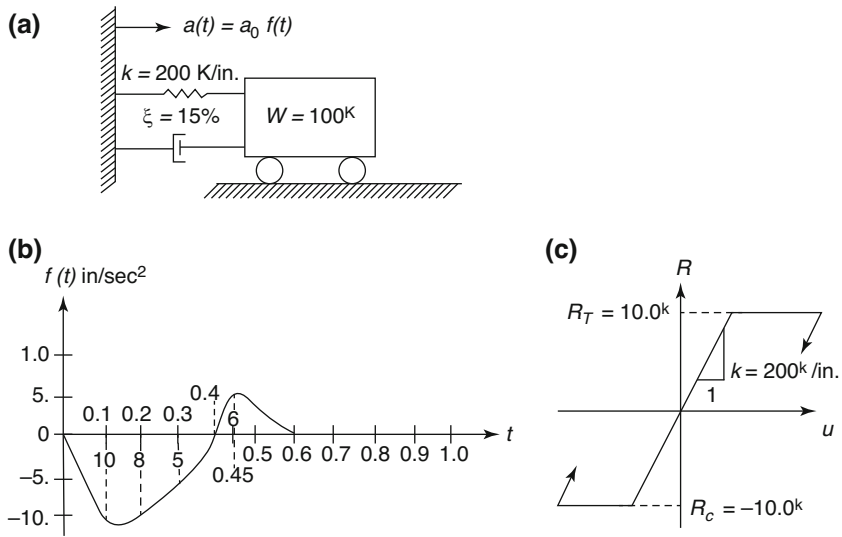 (a)
a(t) = a₀ f(t)
k = 200 K/in.
ξ = 15%
W = 100ᴷ
(b)
f (t) in/sec²
1.0
5.
0
−5.
−10.
0.1 0.2 0.3 0.4
10 8 5 6
0.45
0.5 0.6 0.7 0.8 0.9 1.0
t
(c)
R
R_T = 10.0ᵏ
k = 200ᵏ/in.
1
u
R_c = −10.0ᵏ